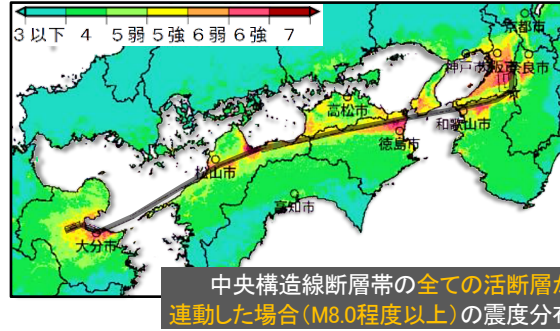 3以下 4 5弱 5強 6弱 6強 7
京都市
神戸市 大阪市 奈良市
高松市
和歌山市
徳島市
松山市
高知市
大分市
中央構造線断層帯の全ての活断層が
連動した場合(M8.0程度以上)の震度分布